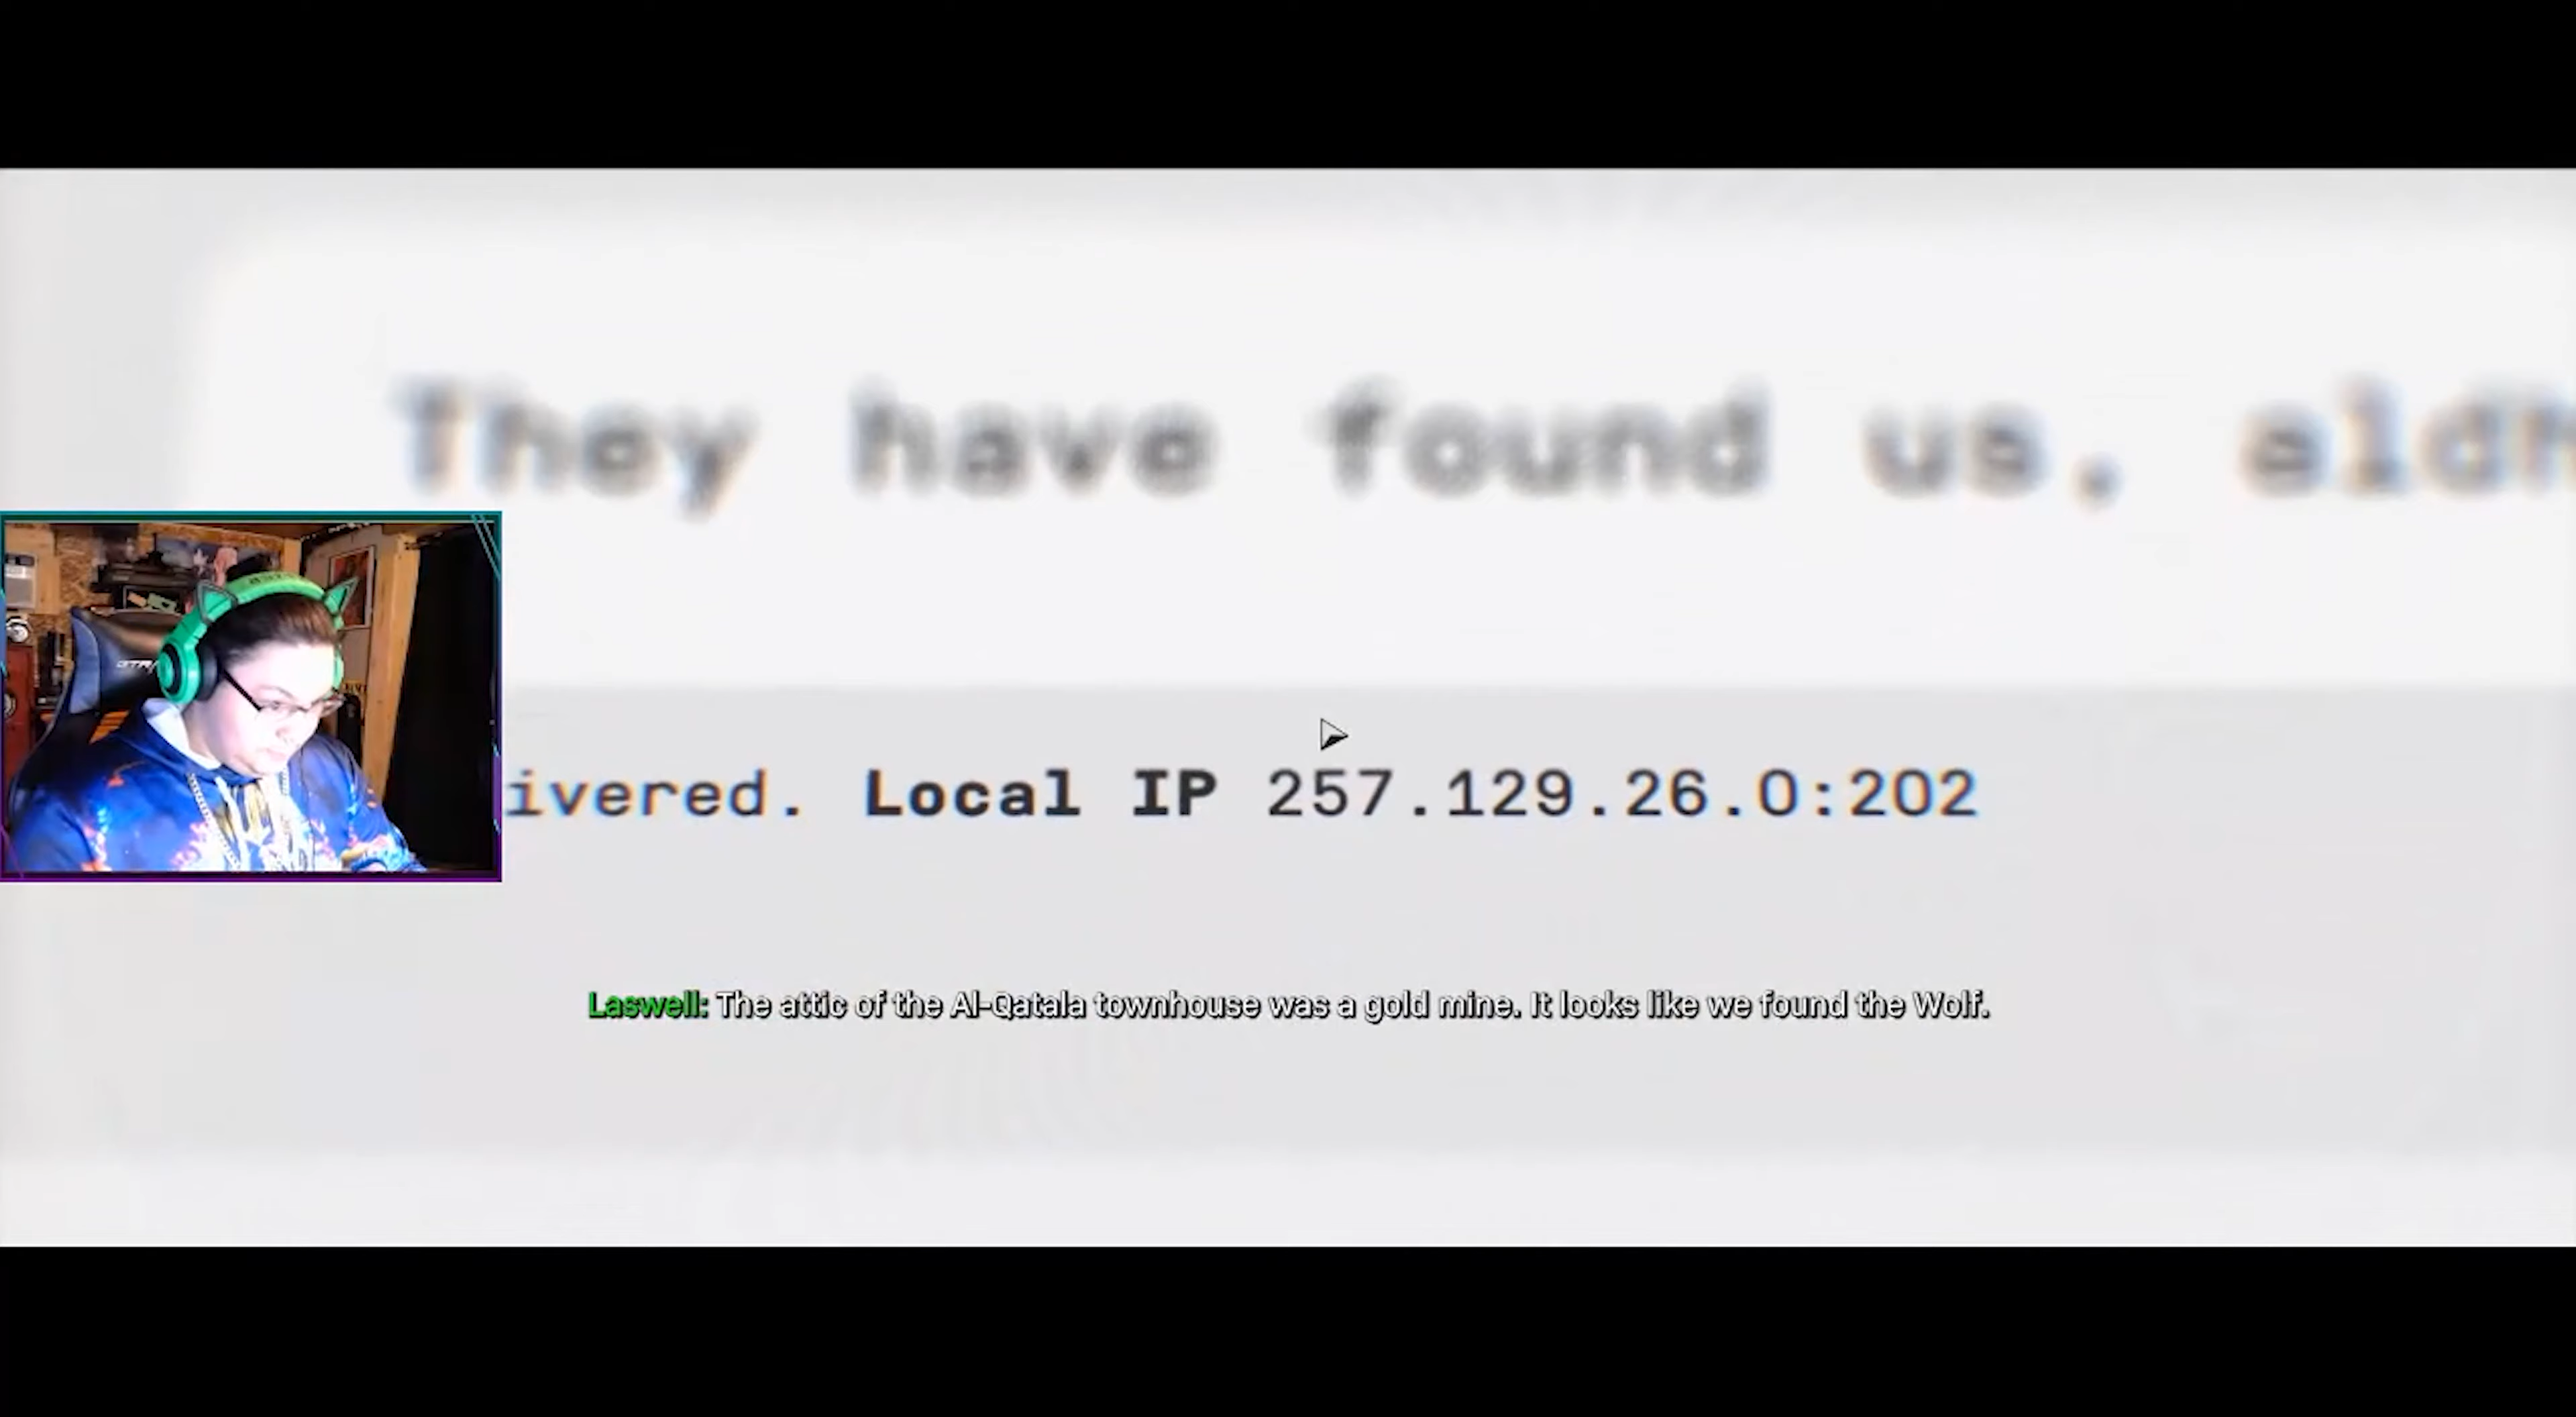 They have found us,
ivered. Local IP 257.129.26.0:202
Laswell: The attic of the Al-Qatala townhouse was a gold mine. It looks like we found the Wolf.